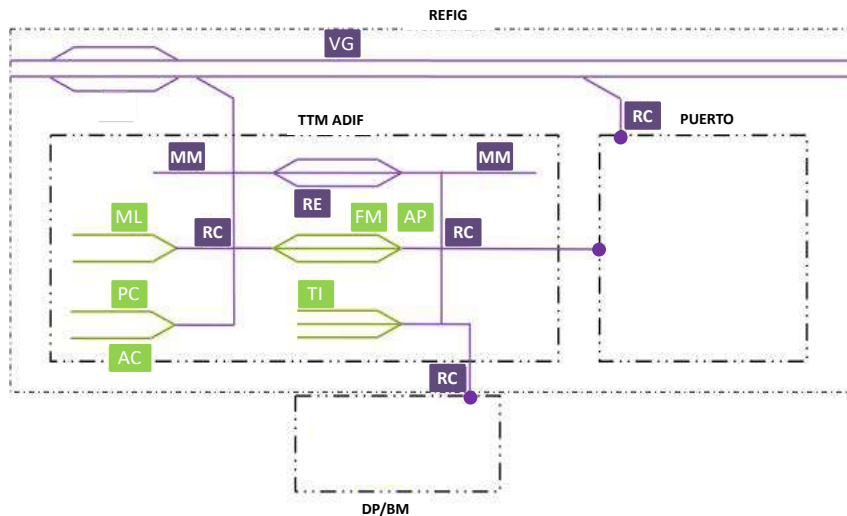 REFIG
VG
RC
PUERTO
TTM ADIF
MM
MM
RE
ML
RC
FM
AP
RC
PC
TI
AC
RC
DP/BM